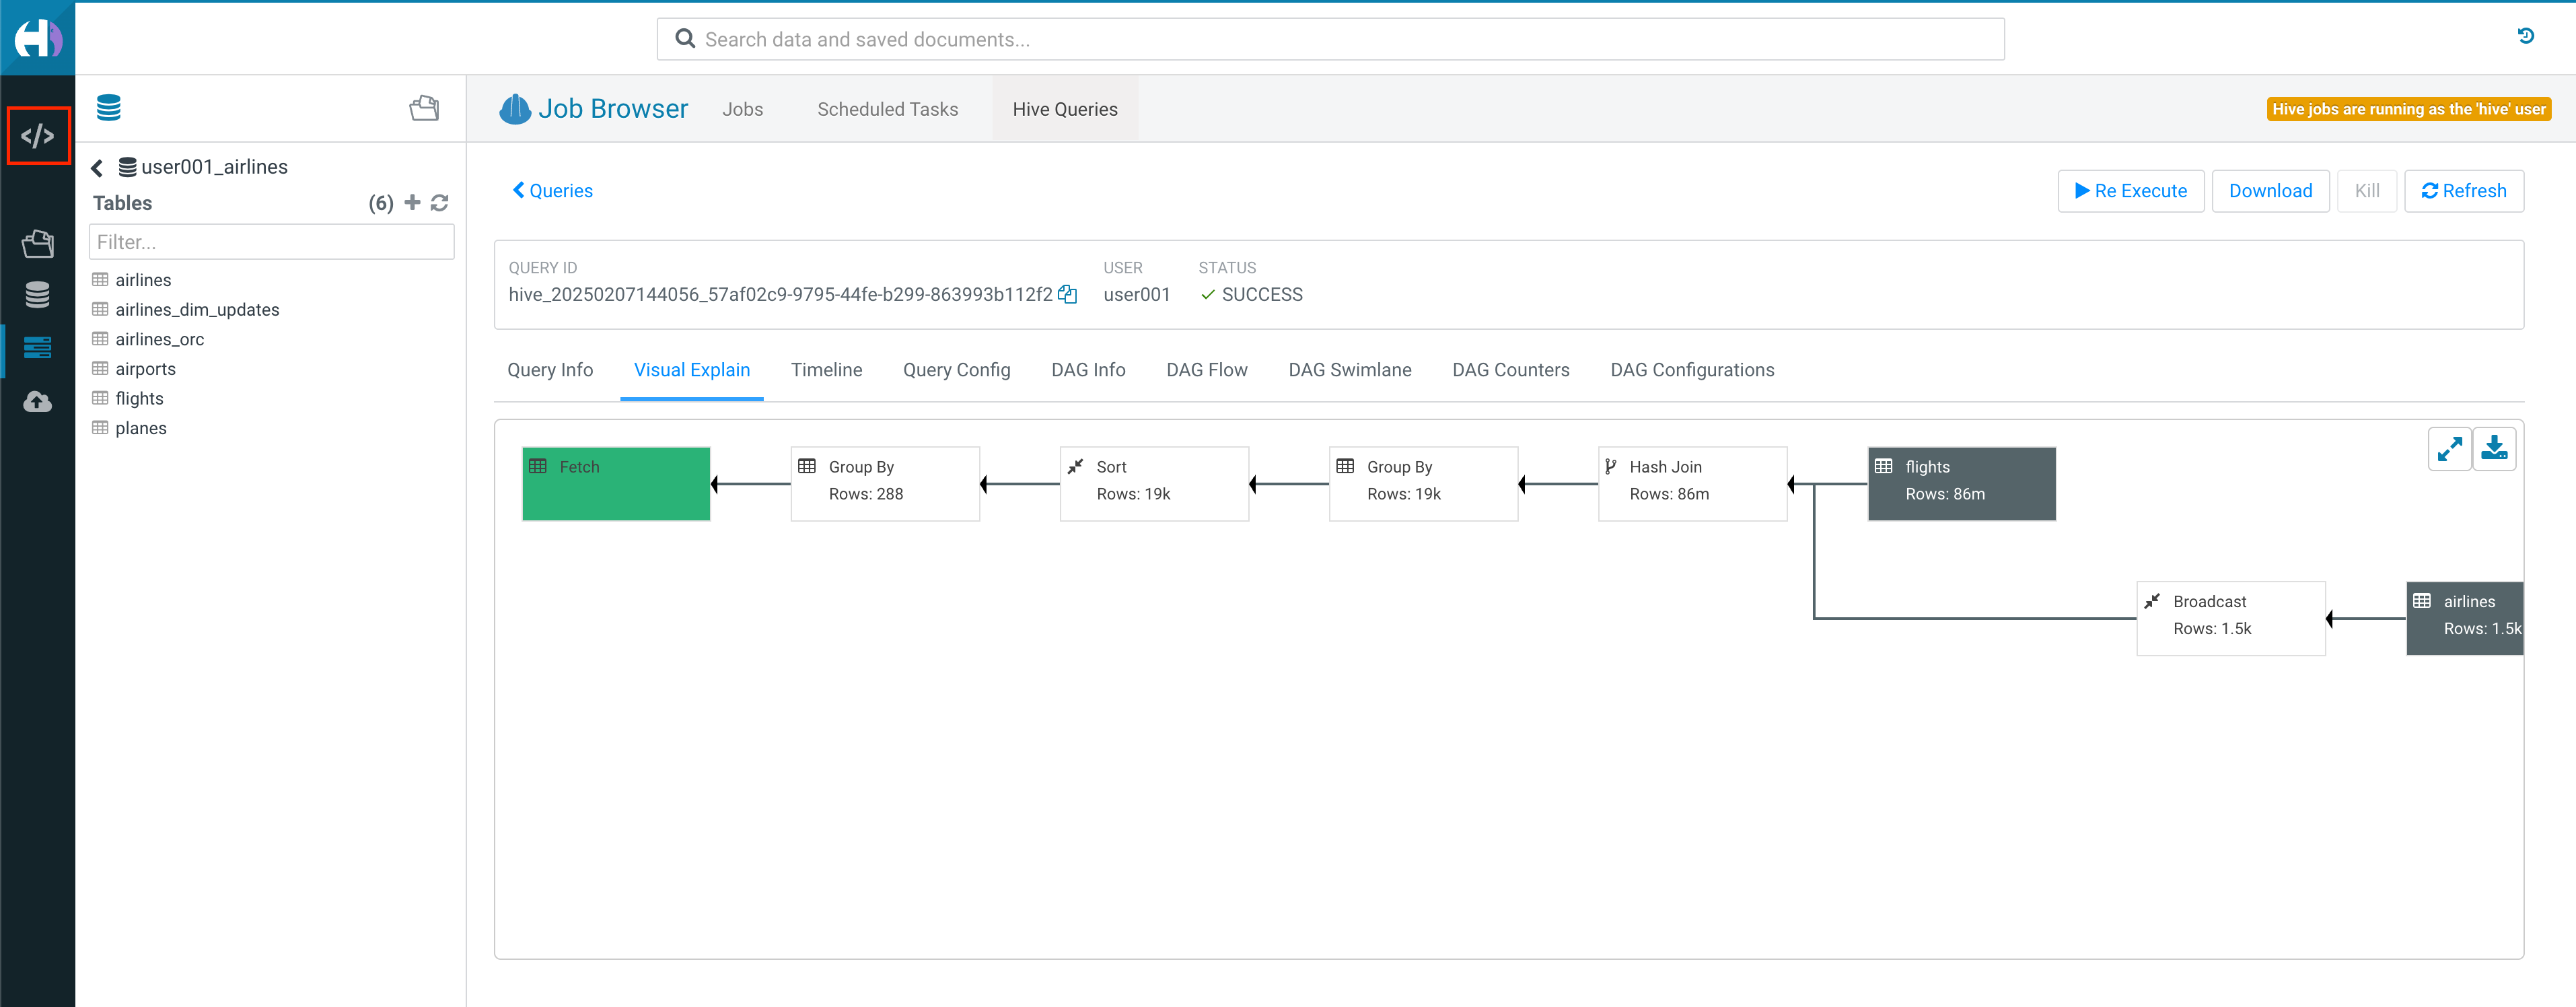 Search data and saved documents...
Job Browser
Jobs
Scheduled Tasks
Hive Queries
Hive jobs are running as the 'hive' user
</>
user001_airlines
Tables
(6)
Filter...
airlines
airlines_dim_updates
airlines_orc
airports
flights
planes
Queries
Re Execute
Download
Kill
Refresh
QUERY ID
hive_20250207144056_57af02c9-9795-44fe-b299-863993b112f2
USER
user001
STATUS
SUCCESS
Query Info
Visual Explain
Timeline
Query Config
DAG Info
DAG Flow
DAG Swimlane
DAG Counters
DAG Configurations
Fetch
Group By
Rows: 288
Sort
Rows: 19k
Group By
Rows: 19k
Hash Join
Rows: 86m
flights
Rows: 86m
Broadcast
Rows: 1.5k
airlines
Rows: 1.5k